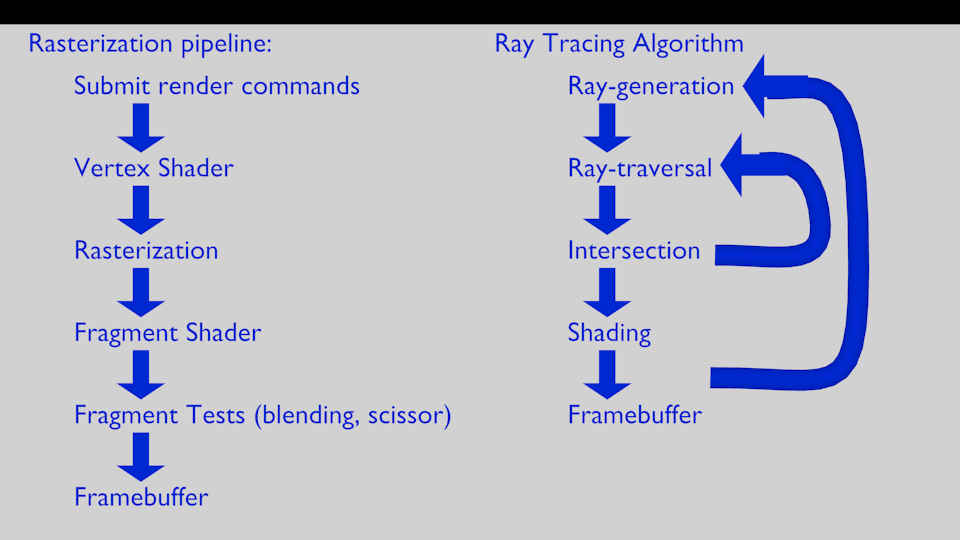 Rasterization pipeline:
Submit render commands
Vertex Shader
Rasterization
Fragment Shader
Fragment Tests (blending, scissor)
Framebuffer
Ray Tracing Algorithm
Ray-generation
Ray-traversal
Intersection
Shading
Framebuffer